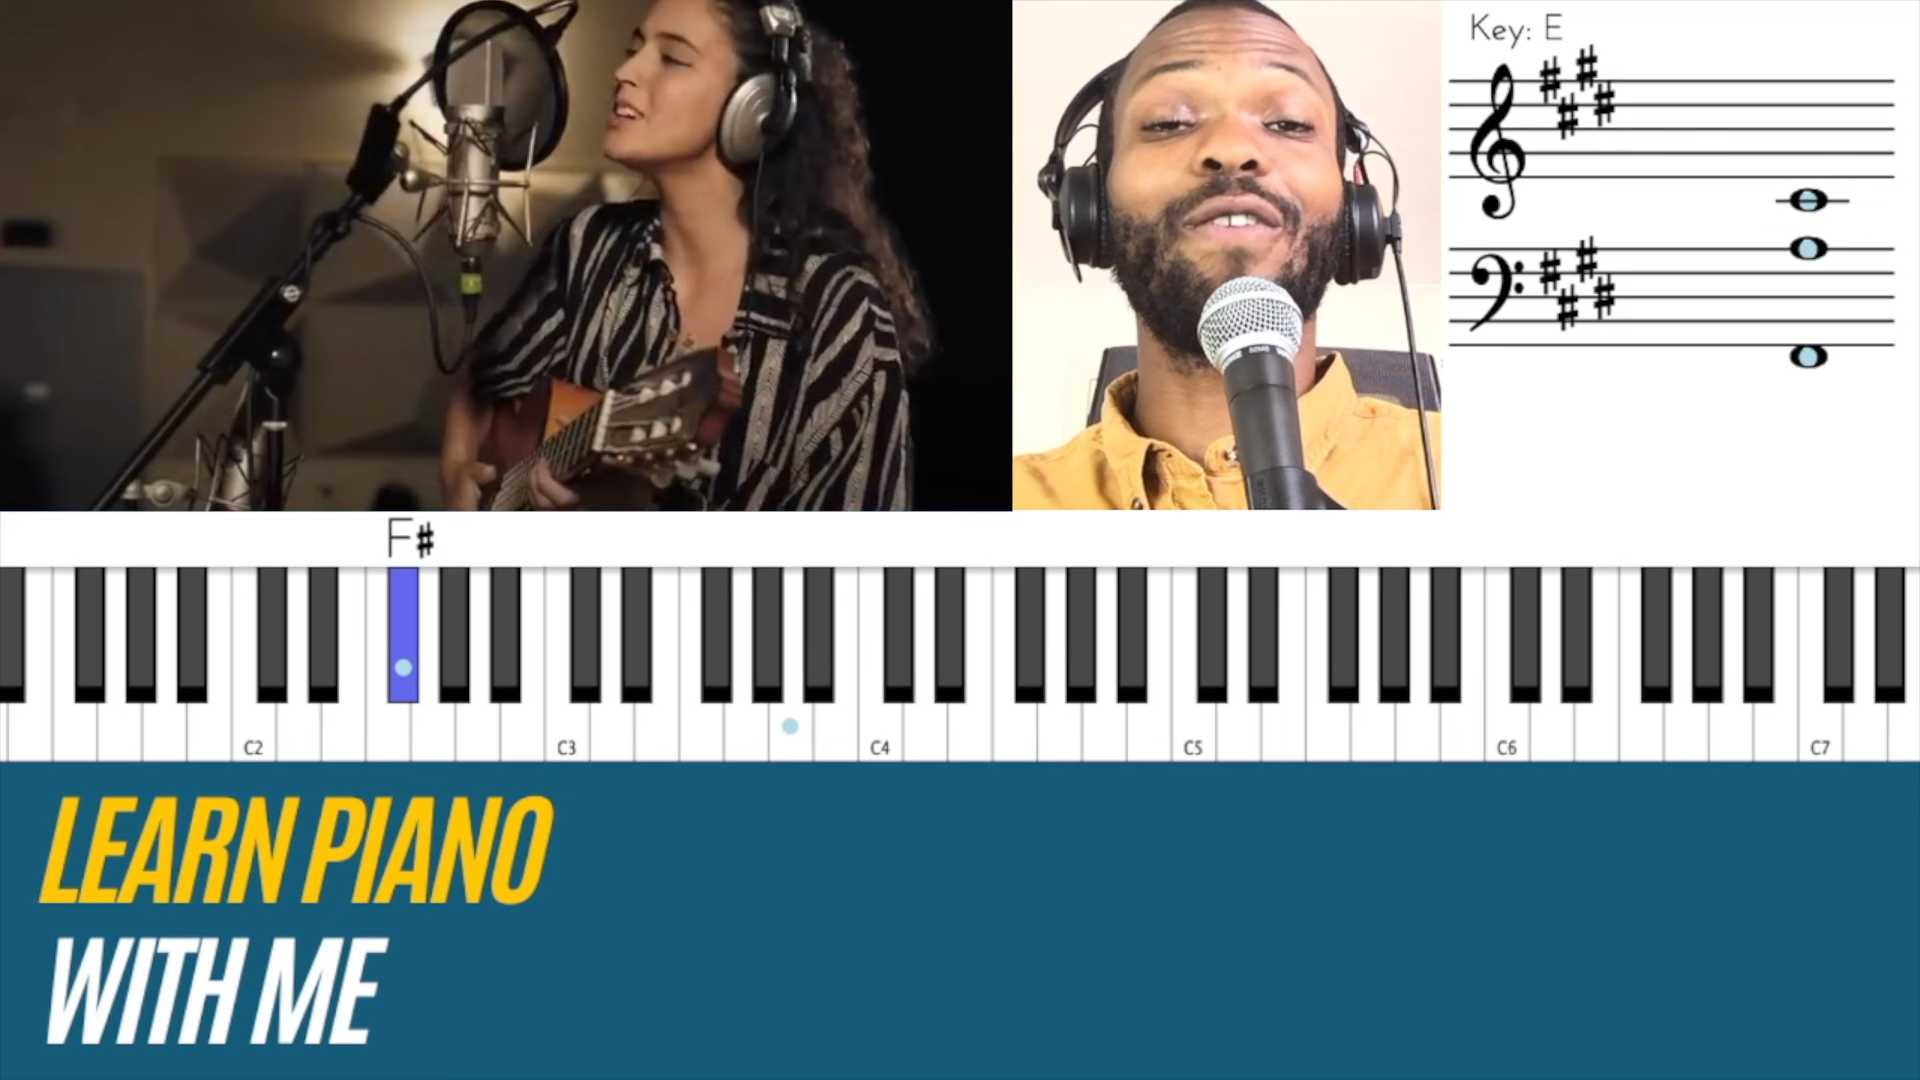 Key: E
F#
C2 C3 C4 C5 C6 C7
LEARN PIANO
WITH ME